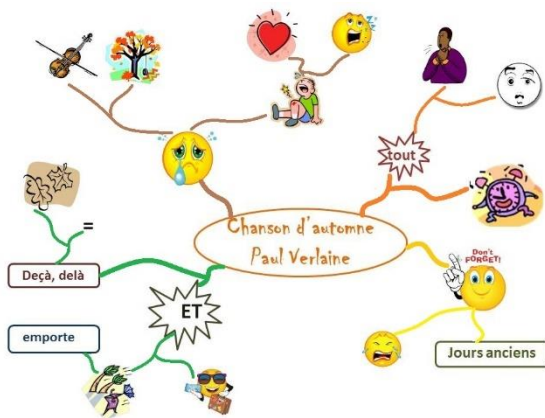 tout
Chanson d'automne
Paul Verlaine
Don't
FORGET!
=
Deçà, delà
ET
emporte
Jours anciens